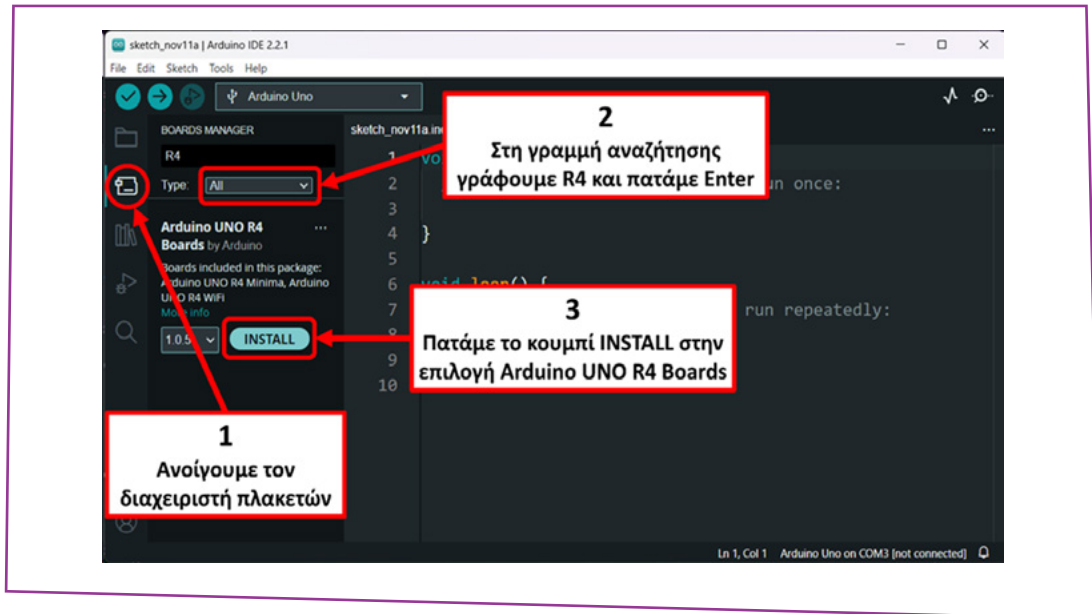 sketch_nov11a | Arduino IDE 2.2.1
File Edit Sketch Tools Help
Arduino Uno
BOARDS MANAGER
R4
Type: All
Arduino UNO R4
Boards by Arduino
Boards included in this package:
Arduino UNO R4 Minima, Arduino
UNO R4 WiFi
More info
1.0.5
INSTALL
sketch_nov11a.in
1
2
3
4 }
5
6 void loop() {
7 run repeatedly:
8
9
10
2
Στη γραμμή αναζήτησης
γράφουμε R4 και πατάμε Enter
once:
3
Πατάμε το κουμπί INSTALL στην
επιλογή Arduino UNO R4 Boards
1
Ανοίγουμε τον
διαχειριστή πλακετών
Ln 1, Col 1 Arduino Uno on COM3 [not connected]